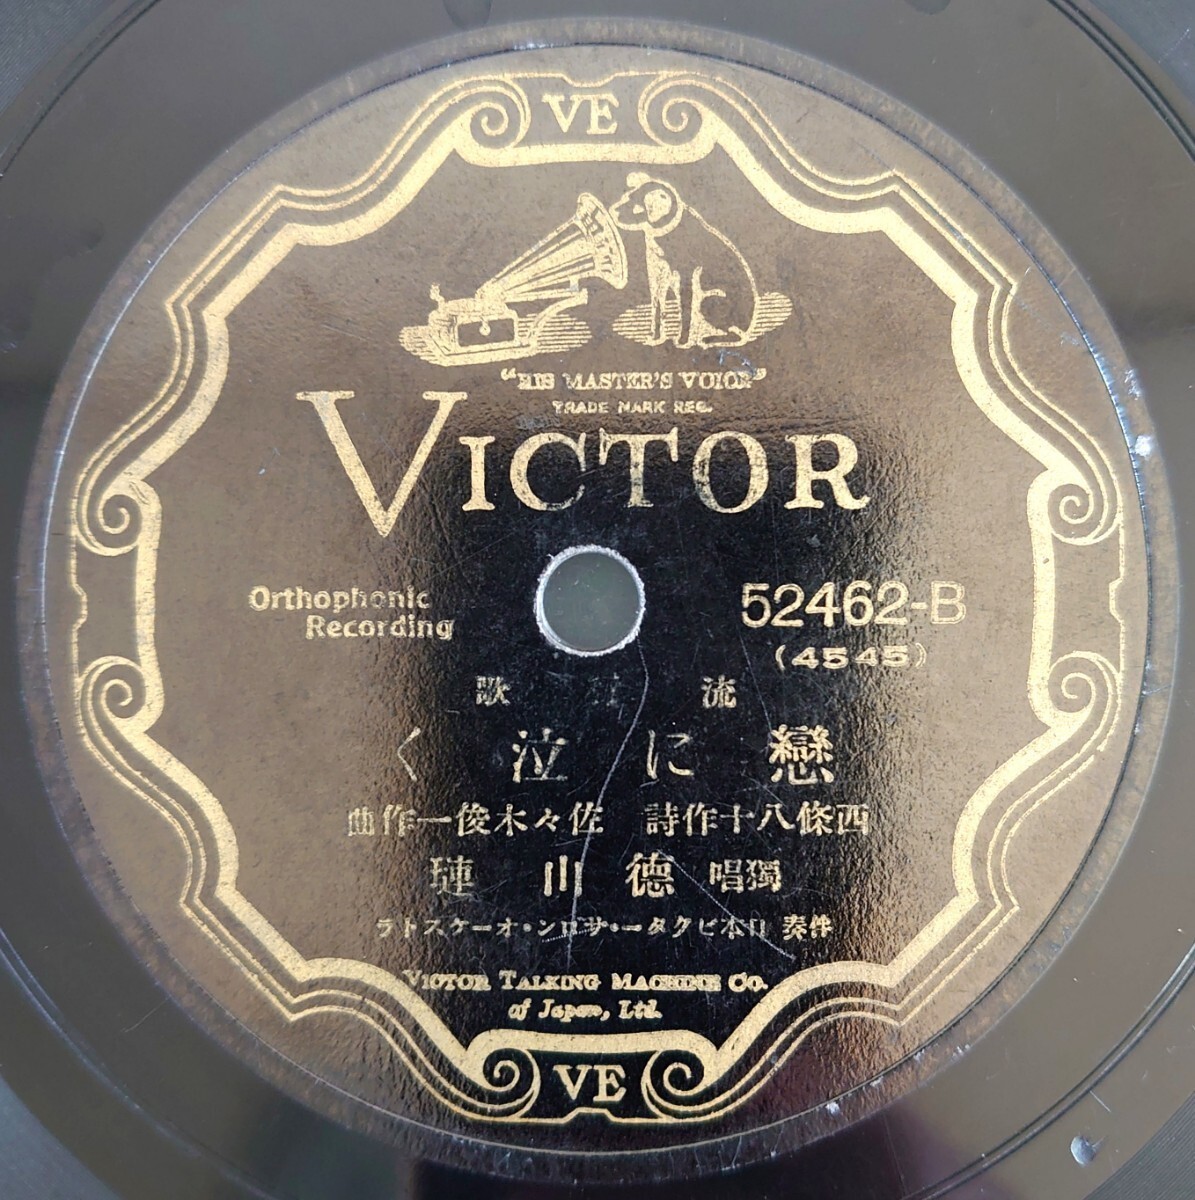 VE
"HIS MASTER'S VOICE"
TRADE MARK REG.
VICTOR
Orthophonic
Recording
52462-B
(4545)
流行歌
戀に泣く
西條八十作詩 佐々木俊一作曲
獨唱 德山璉
伴奏 日本ビクター・サロン・オーケストラ
VICTOR TALKING MACHINE CO.
of Japan, Ltd.
VE